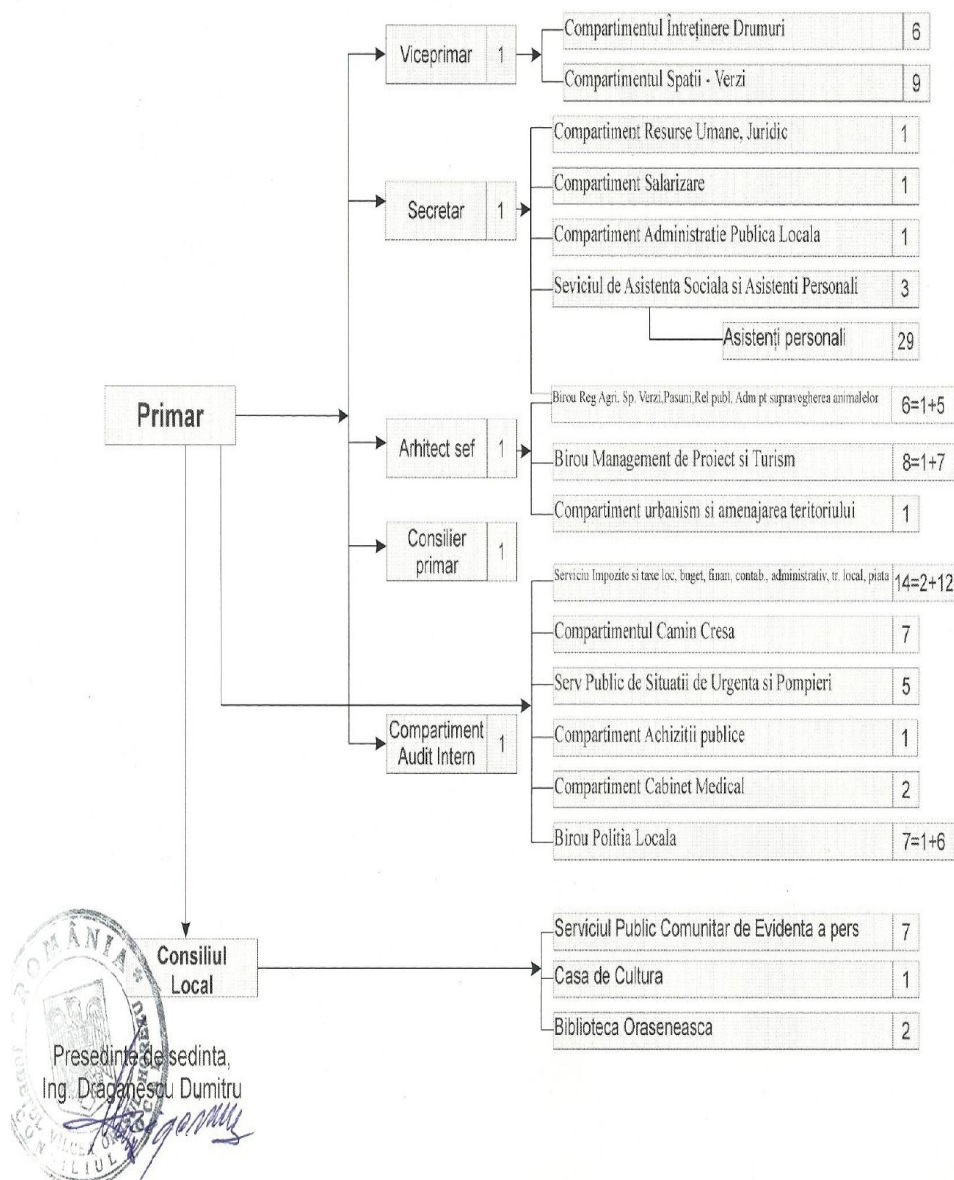 Compartimentul Întreținere Drumuri 6
Viceprimar 1
Compartimentul Spatii - Verzi 9
Compartiment Resurse Umane, Juridic 1
Compartiment Salarizare 1
Secretar 1
Compartiment Administratie Publica Locala 1
Seviciul de Asistenta Sociala si Asistenti Personali 3
Asistenți personali 29
Primar
Birou Reg Agri. Sp. Verzi,Pasuni,Rel publ. Adm pt supravegherea animalelor 6=1+5
Arhitect sef 1
Birou Management de Proiect si Turism 8=1+7
Compartiment urbanism si amenajarea teritoriului 1
Consilier
primar 1
Serviciu Impozite si taxe loc, buget, finan, contab., administrativ, tr. local, piata 14=2+12
Compartimentul Camin Cresa 7
Serv Public de Situatii de Urgenta si Pompieri 5
Compartiment
Audit Intern 1
Compartiment Achizitii publice 1
Compartiment Cabinet Medical 2
Birou Politia Locala 7=1+6
Consiliul
Local
Serviciul Public Comunitar de Evidenta a pers 7
Casa de Cultura 1
Biblioteca Oraseneasca 2
ROMÂNIA
CONSILIUL
Presedinte de sedinta,
Ing. Draganescu Dumitru